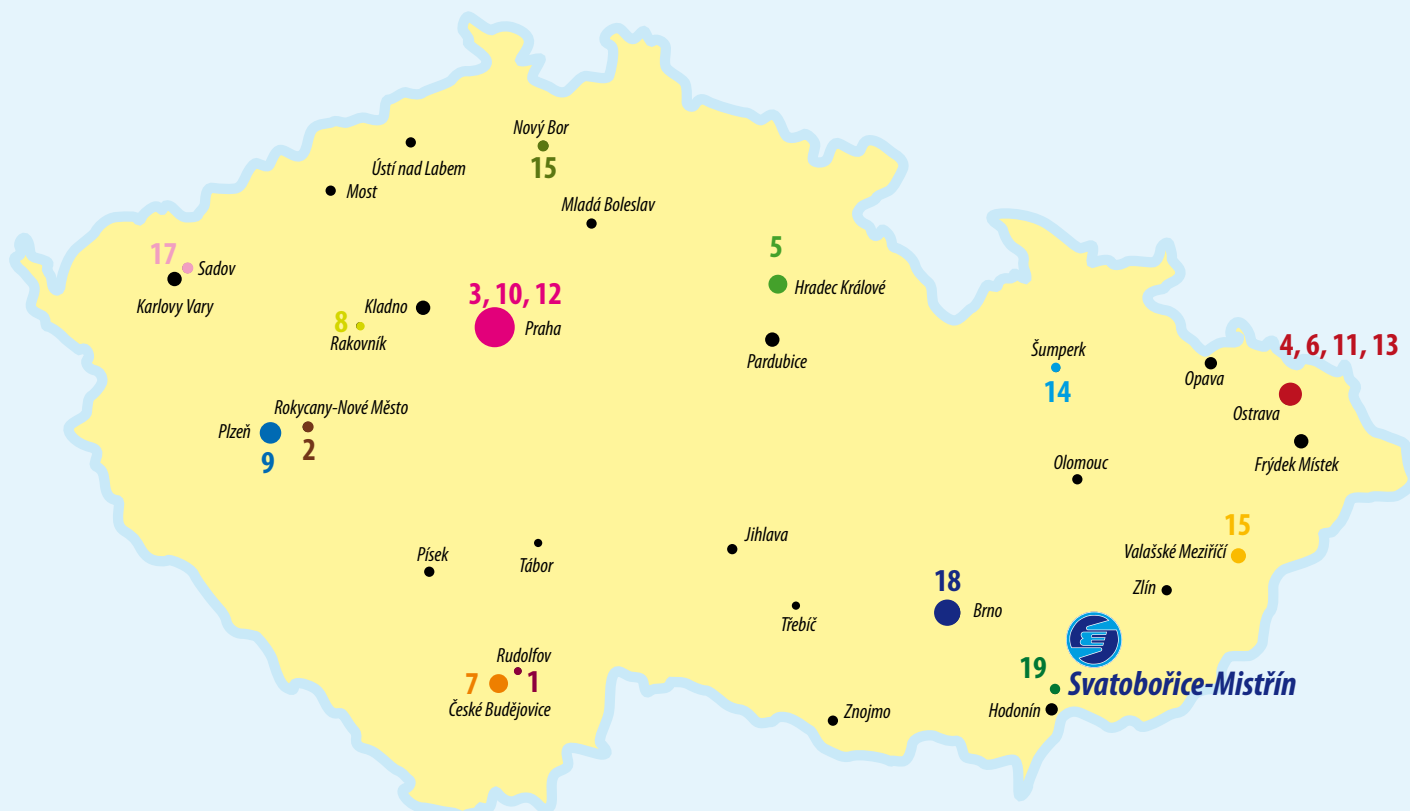 Nový Bor
15
Ústí nad Labem
Most
Mladá Boleslav
17
Sadov
Karlovy Vary
5
Hradec Králové
3, 10, 12
Kladno
Praha
8
Rakovník
Pardubice
Šumperk
14
4, 6, 11, 13
Opava
Ostrava
Frýdek Místek
Rokycany-Nové Město
Plzeň
9
2
Olomouc
15
Valašské Meziříčí
Jihlava
Písek
Tábor
18
Brno
Zlín
Třebíč
Rudolfov
7
1
České Budějovice
19
Svatobořice-Mistřín
Hodonín
Znojmo